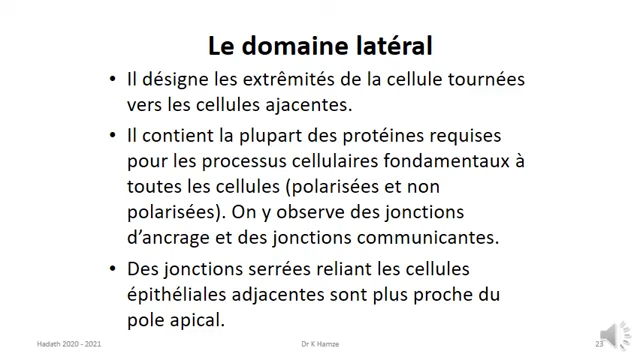 Le domaine latéral
• Il désigne les extrêmités de la cellule tournées
vers les cellules ajacentes.
• Il contient la plupart des protéines requises
pour les processus cellulaires fondamentaux à
toutes les cellules (polarisées et non
polarisées). On y observe des jonctions
d’ancrage et des jonctions communicantes.
• Des jonctions serrées reliant les cellules
épithéliales adjacentes sont plus proche du
pole apical.
Hadath 2020 - 2021
Dr K Hamze
23